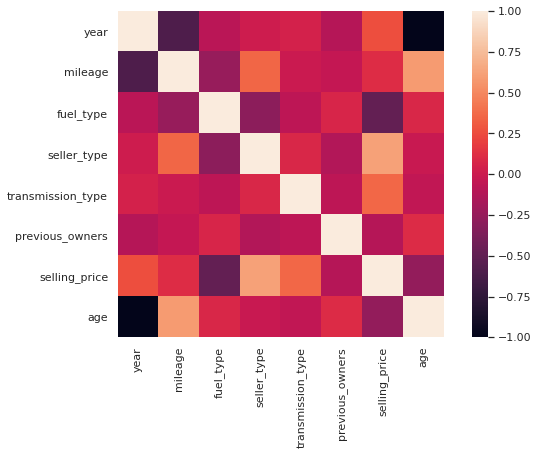 year
mileage
fuel_type
seller_type
transmission_type
previous_owners
selling_price
age
year
mileage
fuel_type
seller_type
transmission_type
previous_owners
selling_price
age
1.00
0.75
0.50
0.25
0.00
−0.25
−0.50
−0.75
−1.00